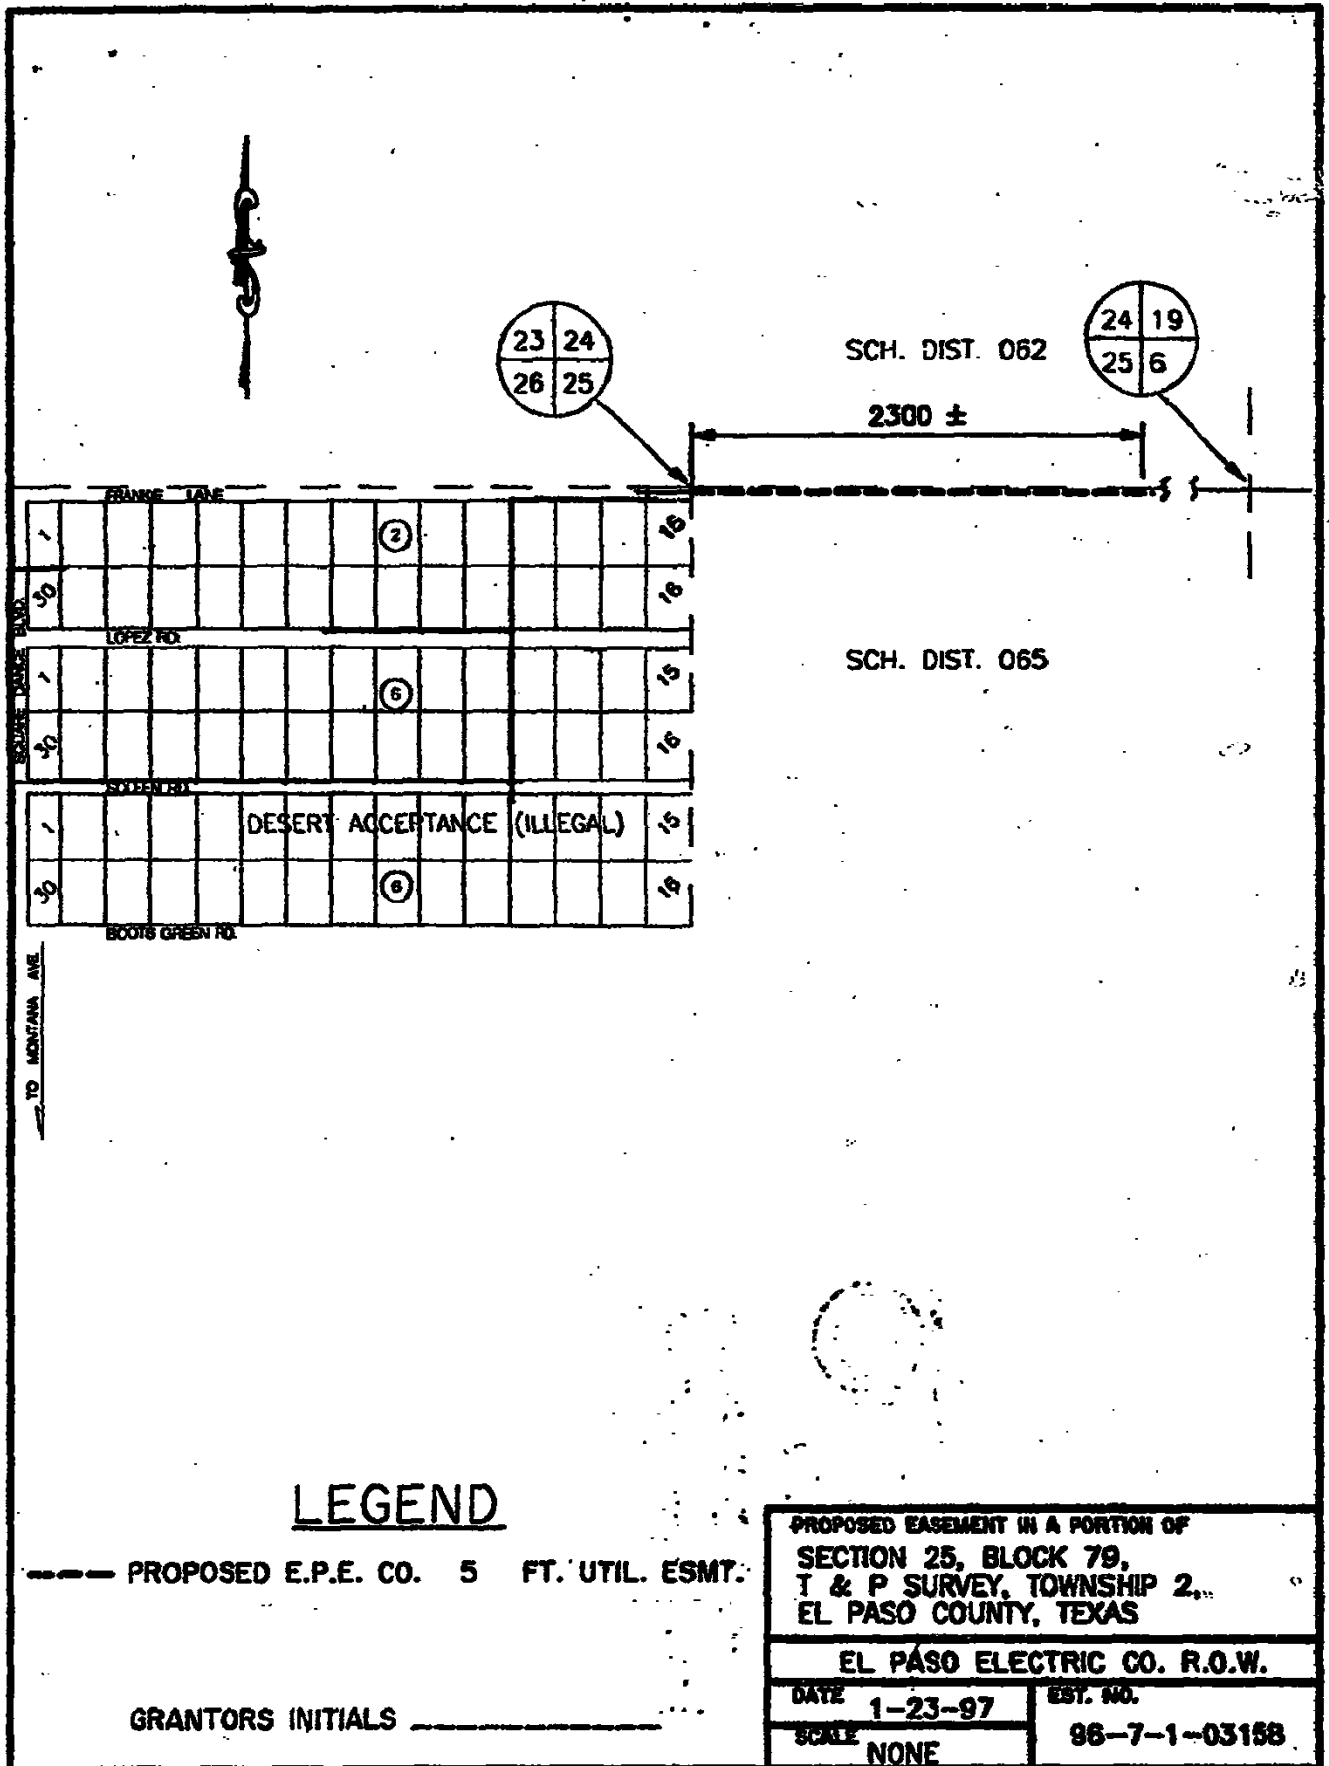 23 24
26 25
SCH. DIST. 062
24 19
25 6
2300 ±
FRANKIE LANE
1
2
15
30
16
LOPEZ RD.
SQUARE DANCE BLVD.
1
6
15
30
16
SCH. DIST. 065
1
DESERT ACCEPTANCE (ILLEGAL)
15
30
6
16
BOOTS GREEN RD.
TO MONTANA AVE.
LEGEND
PROPOSED E.P.E. CO. 5 FT. UTIL. ESMT.
GRANTORS INITIALS
PROPOSED EASEMENT IN A PORTION OF
SECTION 25, BLOCK 79,
T & P SURVEY, TOWNSHIP 2,
EL PASO COUNTY, TEXAS
EL PASO ELECTRIC CO. R.O.W.
DATE 1-23-97
EST. NO.
96-7-1-03158
SCALE NONE